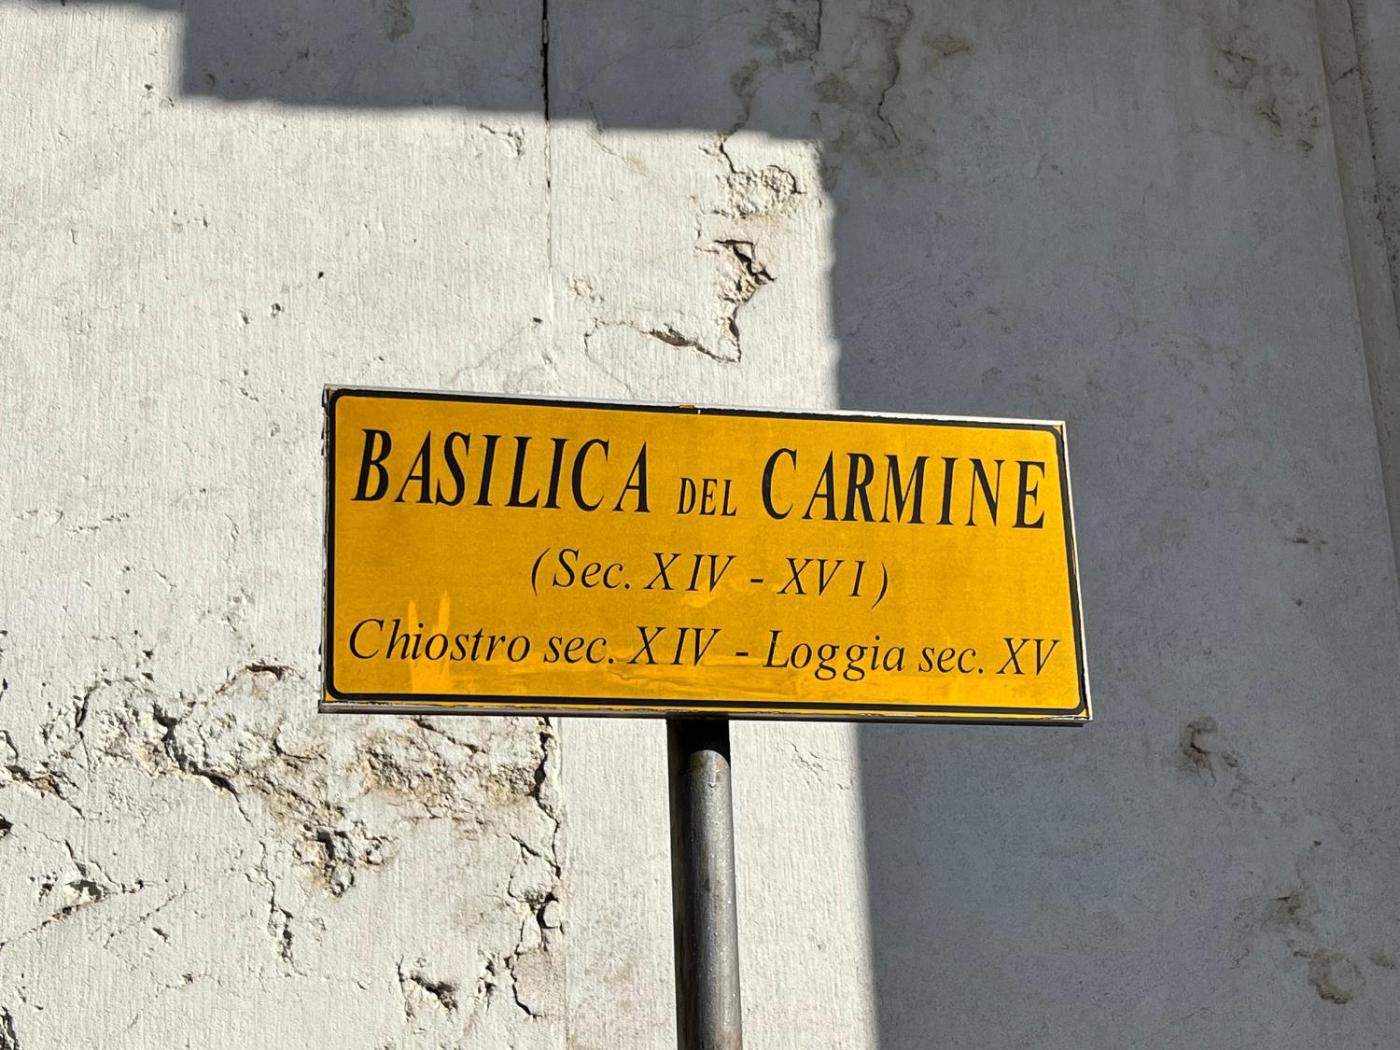 BASILICA DEL CARMINE
(Sec. XIV - XVI)
Chiostro sec. XIV - Loggia sec. XV